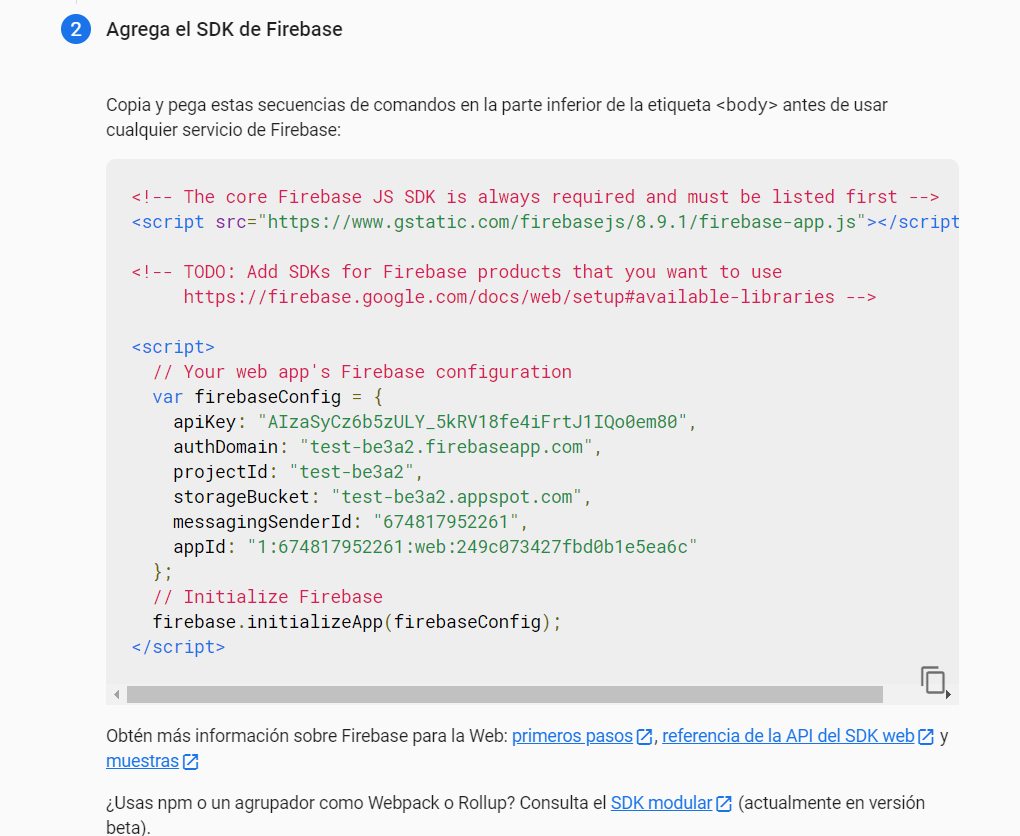 2 Agrega el SDK de Firebase
Copia y pega estas secuencias de comandos en la parte inferior de la etiqueta <body> antes de usar
cualquier servicio de Firebase:
<!-- The core Firebase JS SDK is always required and must be listed first -->
<script src="https://www.gstatic.com/firebasejs/8.9.1/firebase-app.js"></script
<!-- TODO: Add SDKs for Firebase products that you want to use
     https://firebase.google.com/docs/web/setup#available-libraries -->
<script>
  // Your web app's Firebase configuration
  var firebaseConfig = {
    apiKey: "AIzaSyCz6b5zULY_5kRV18fe4iFrtJ1IQo0em80",
    authDomain: "test-be3a2.firebaseapp.com",
    projectId: "test-be3a2",
    storageBucket: "test-be3a2.appspot.com",
    messagingSenderId: "674817952261",
    appId: "1:674817952261:web:249c073427fbd0b1e5ea6c"
  };
  // Initialize Firebase
  firebase.initializeApp(firebaseConfig);
</script>
Obtén más información sobre Firebase para la Web: primeros pasos, referencia de la API del SDK web y
muestras
¿Usas npm o un agrupador como Webpack o Rollup? Consulta el SDK modular (actualmente en versión
beta).